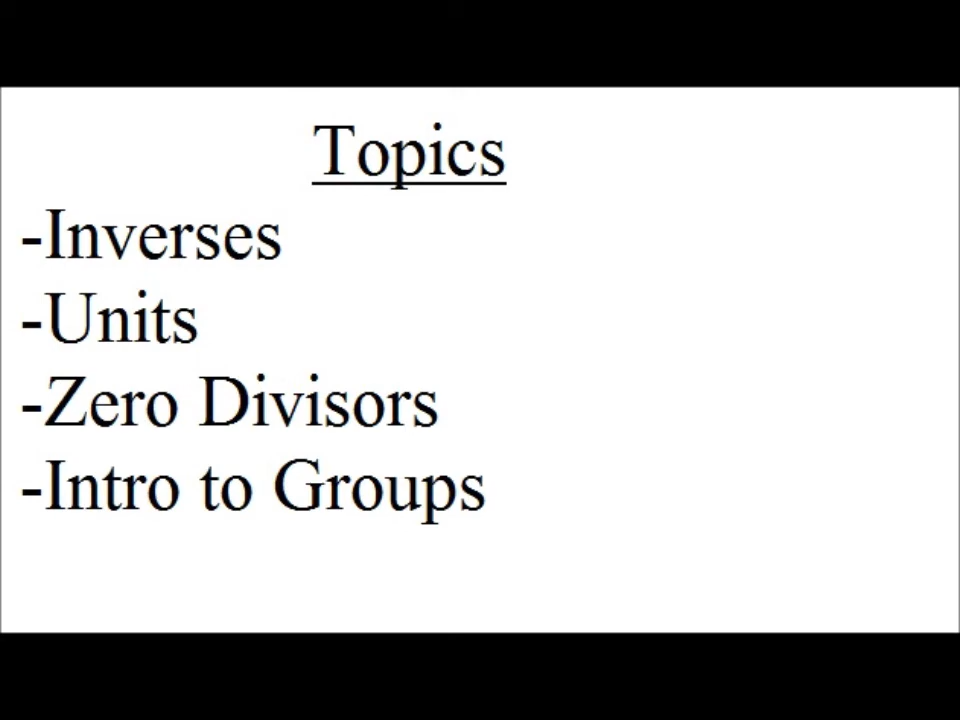 Topics
-Inverses
-Units
-Zero Divisors
-Intro to Groups